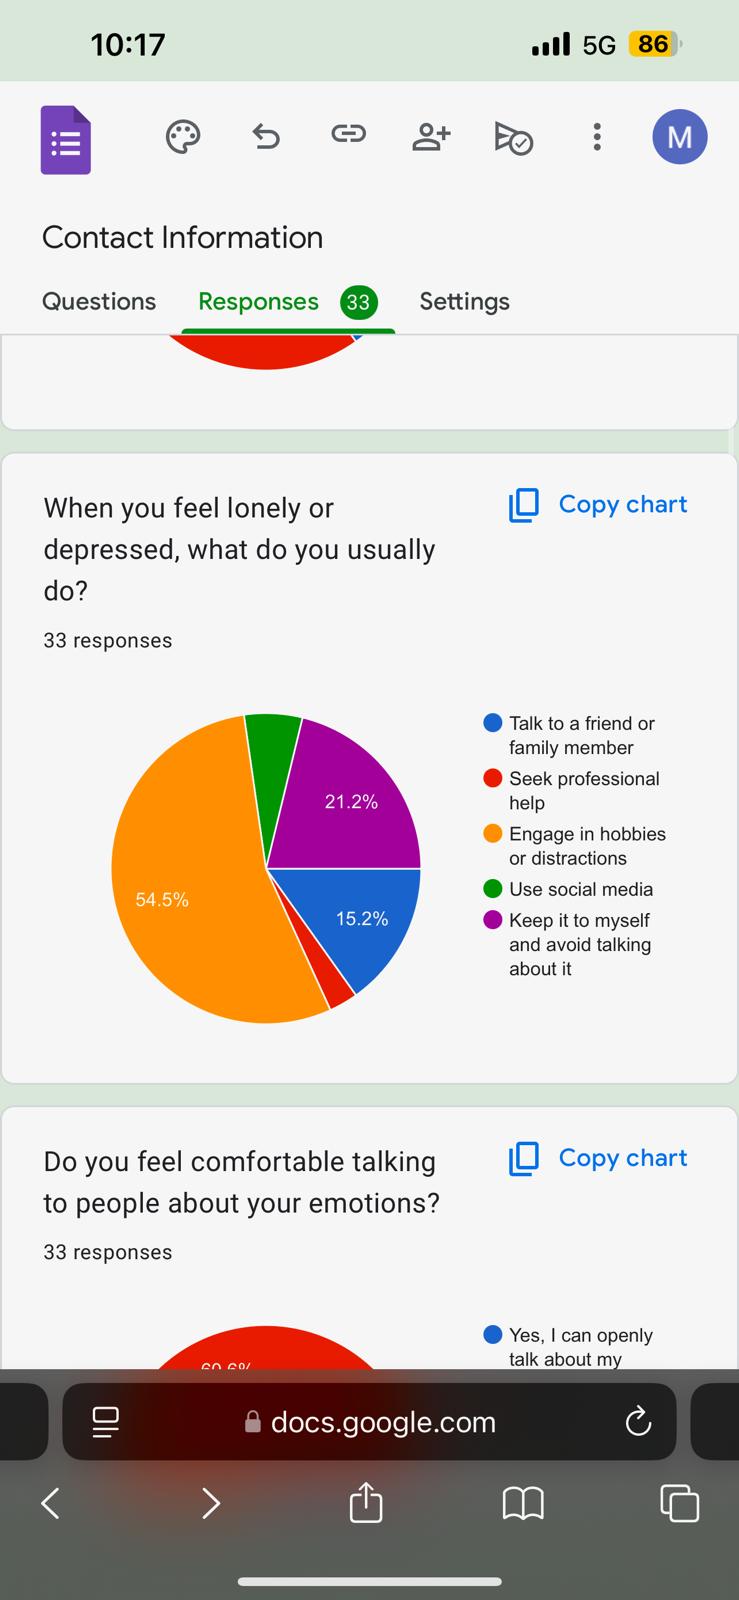 10:17
5G 86
M
Contact Information
Questions Responses 33 Settings
When you feel lonely or
depressed, what do you usually
do?
Copy chart
33 responses
21.2%
54.5%
15.2%
Talk to a friend or
family member
Seek professional
help
Engage in hobbies
or distractions
Use social media
Keep it to myself
and avoid talking
about it
Do you feel comfortable talking
to people about your emotions?
Copy chart
33 responses
60.6%
Yes, I can openly
talk about my
docs.google.com